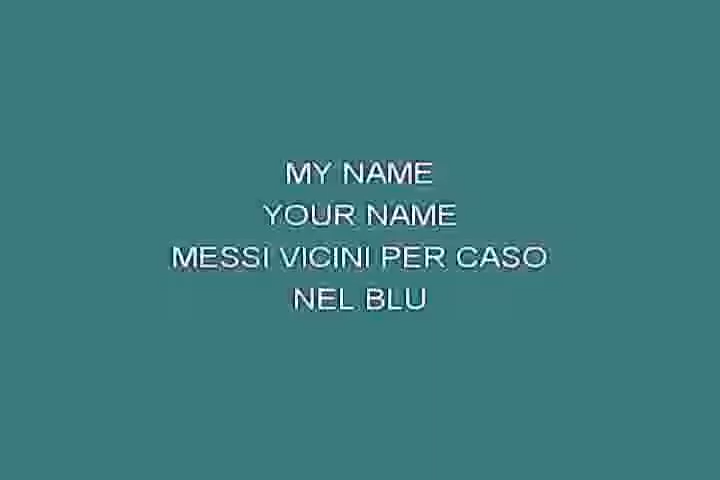 MY NAME
YOUR NAME
MESSI VICINI PER CASO
NEL BLU